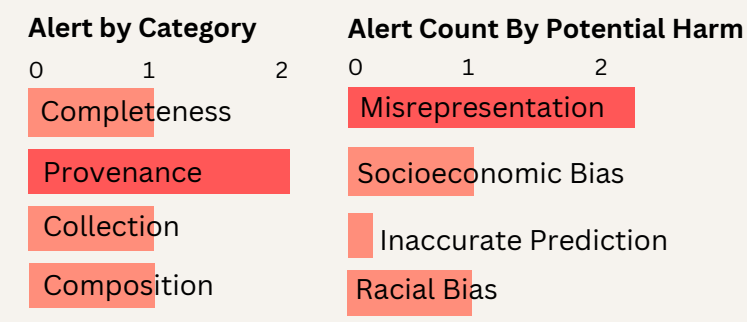 Alert by Category
0 1 2
Completeness
Provenance
Collection
Composition
Alert Count By Potential Harm
0 1 2
Misrepresentation
Socioeconomic Bias
Inaccurate Prediction
Racial Bias